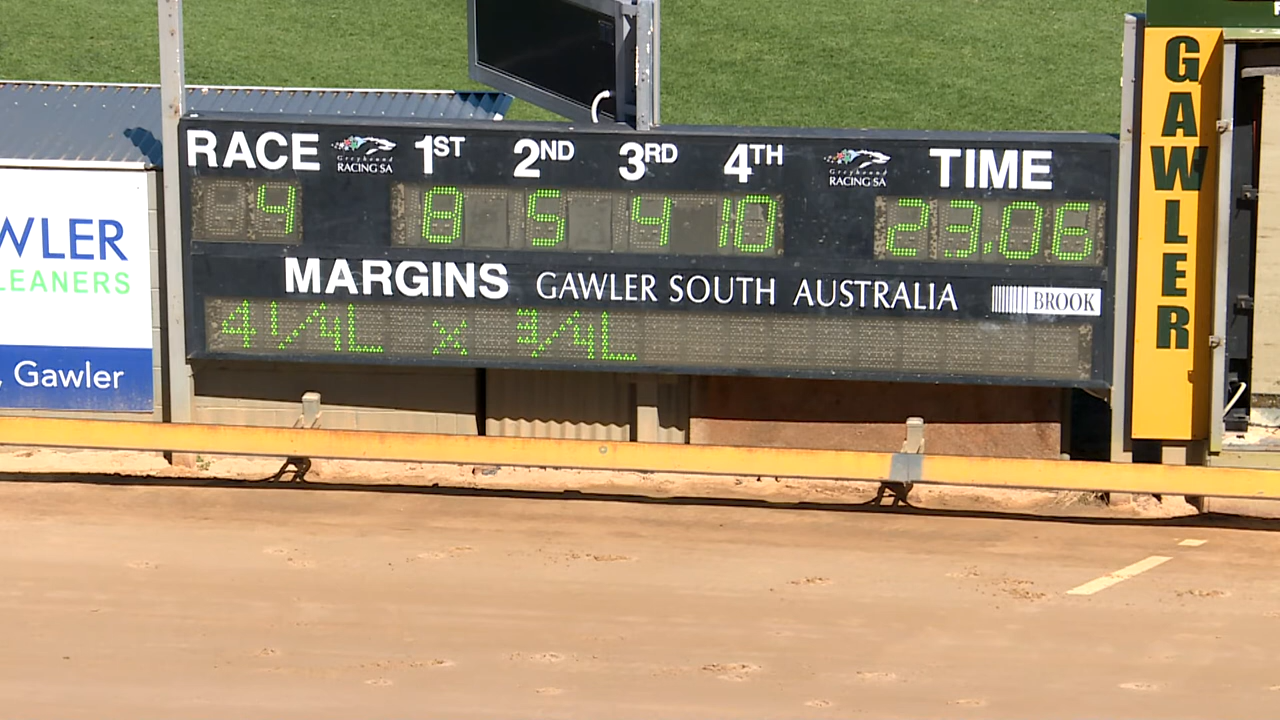 RACE Greyhound RACING SA 1ST 2ND 3RD 4TH Greyhound RACING SA TIME
4 8 5 4 10 23.06
MARGINS GAWLER SOUTH AUSTRALIA BROOK
4 1/4L x 3/4L
WLER
LEANERS
, Gawler
GAWLER